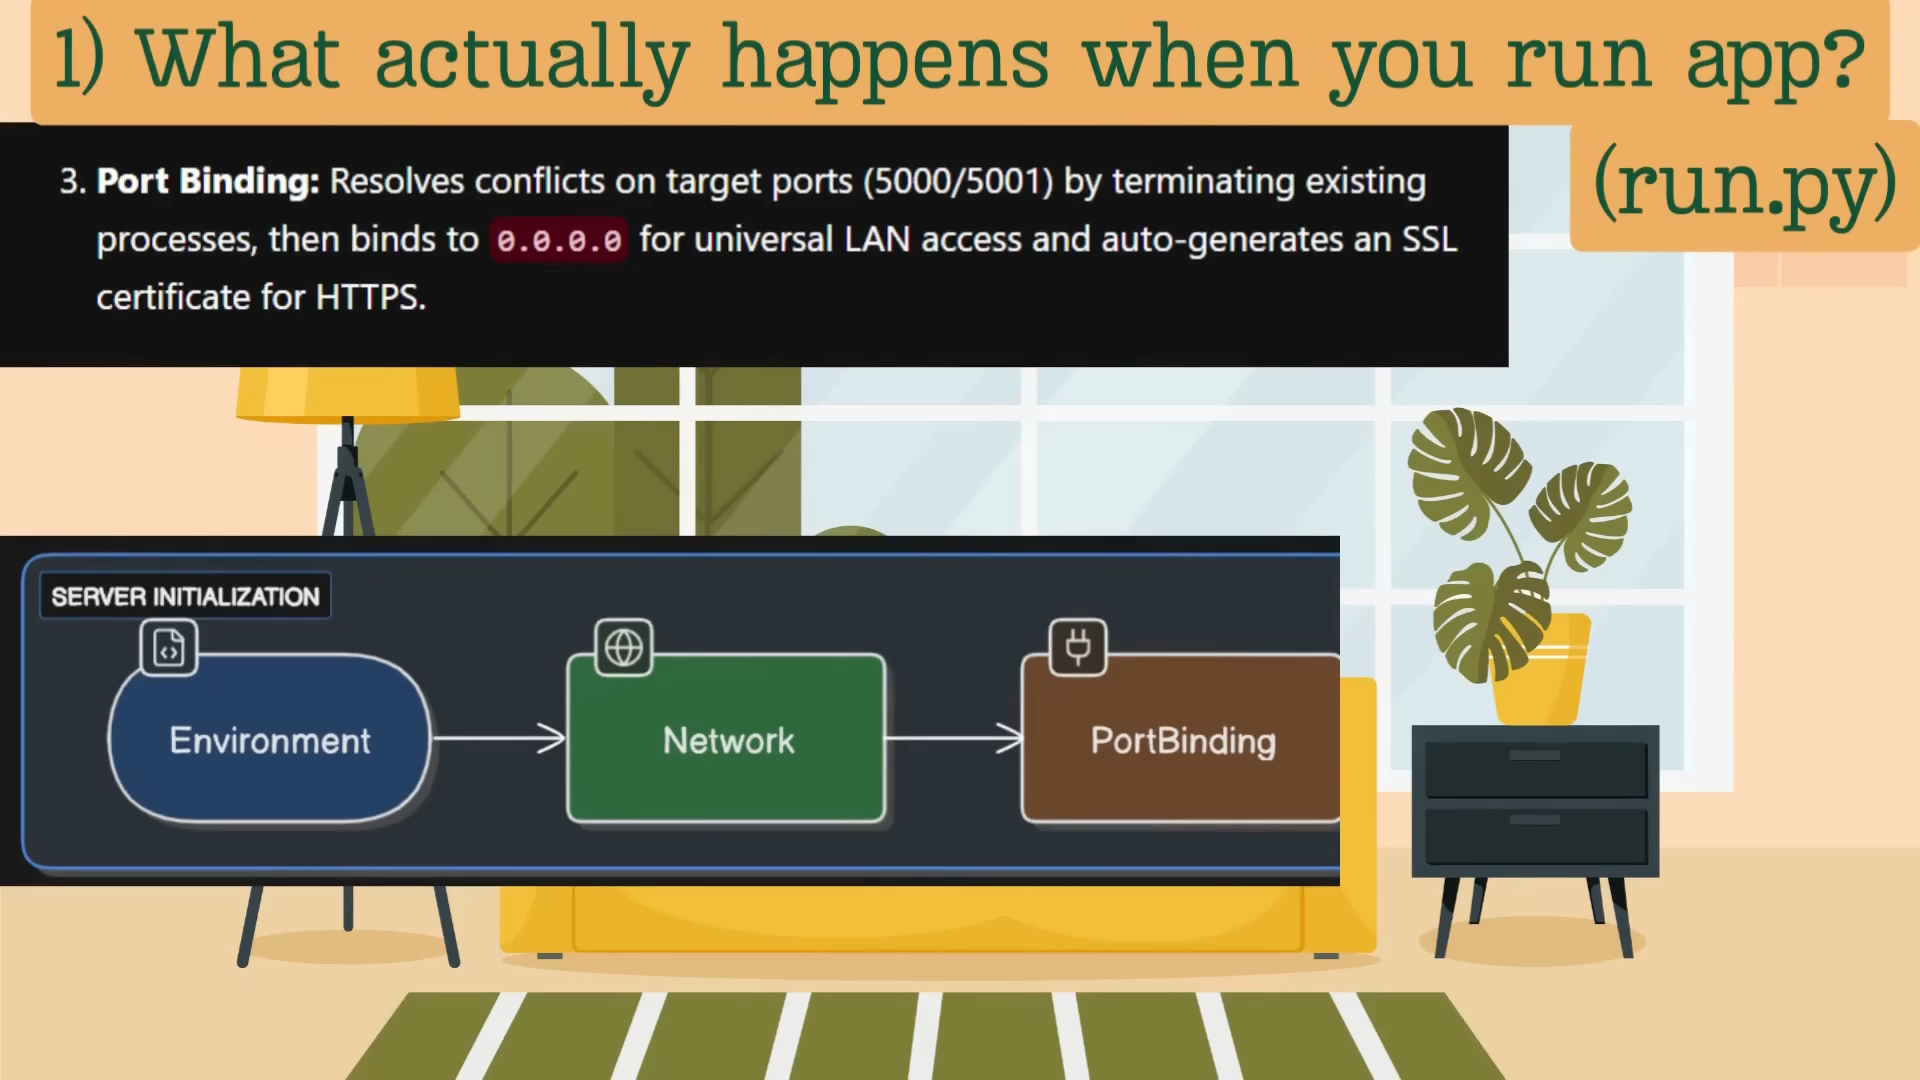 1) What actually happens when you run app?
(run.py)
3. Port Binding: Resolves conflicts on target ports (5000/5001) by terminating existing
processes, then binds to 0.0.0.0 for universal LAN access and auto-generates an SSL
certificate for HTTPS.
SERVER INITIALIZATION
Environment
Network
PortBinding